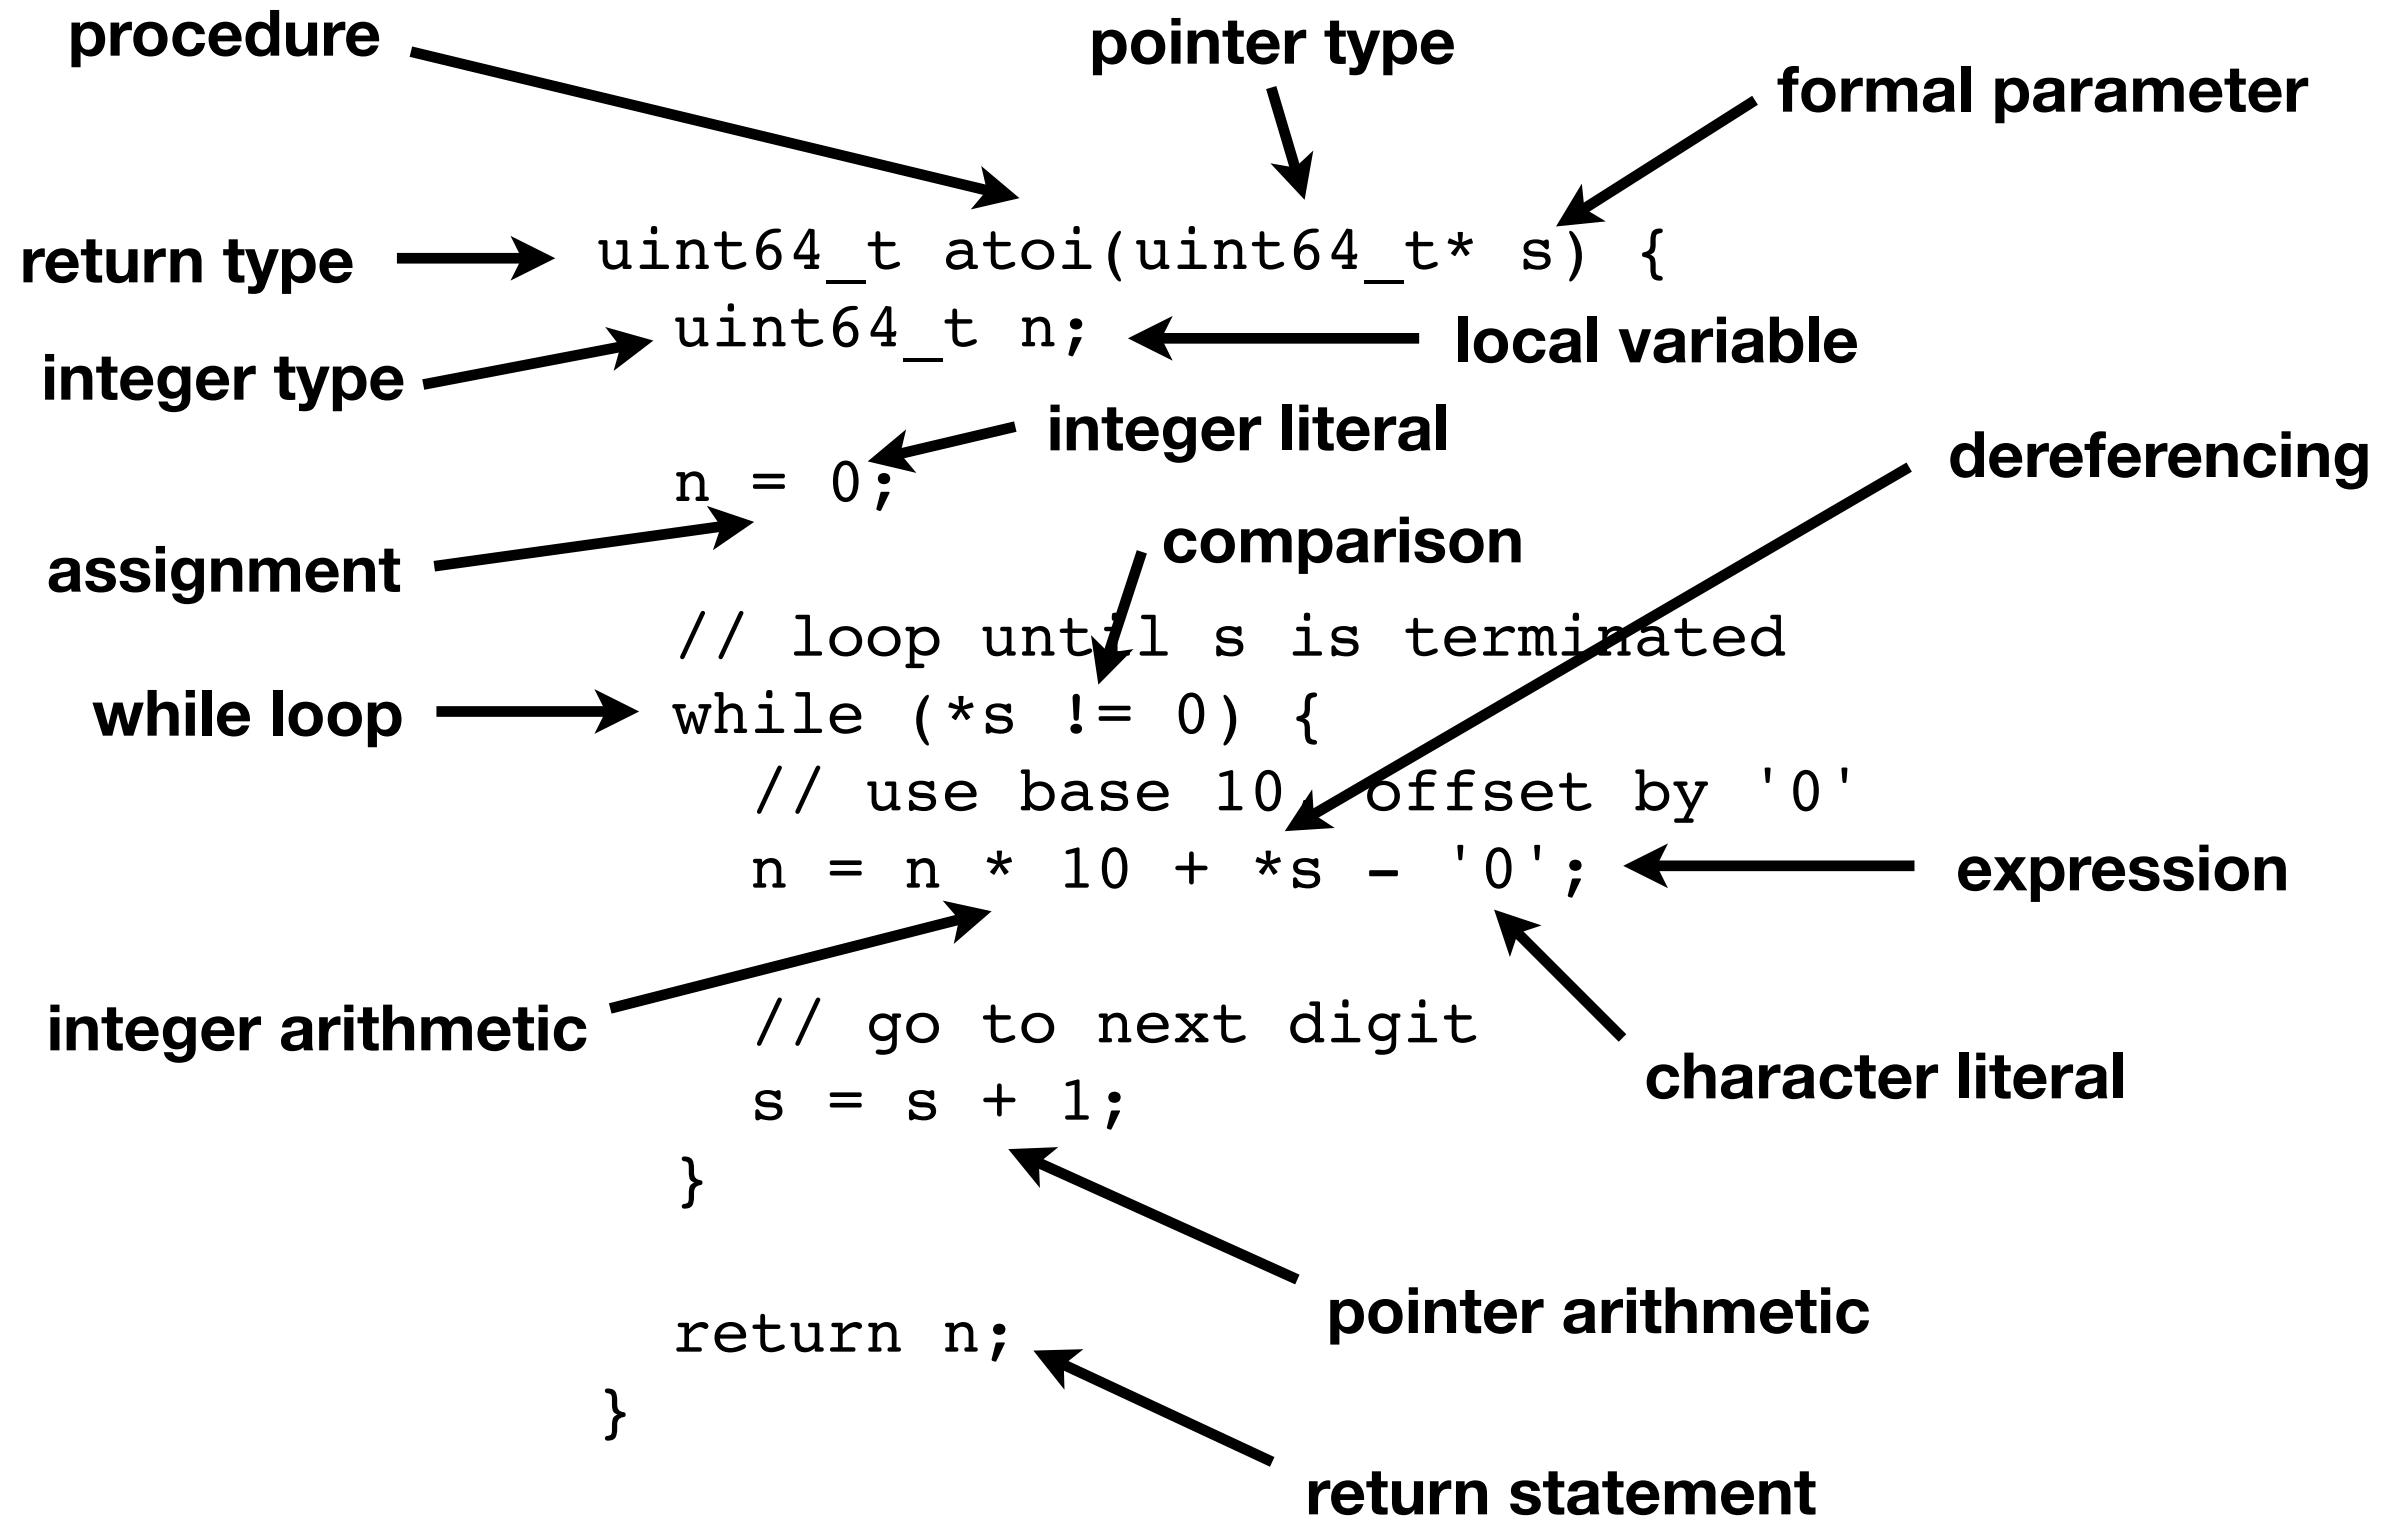 procedure
pointer type
formal parameter
return type
uint64_t atoi(uint64_t* s) {
uint64_t n;
local variable
integer type
integer literal
dereferencing
n = 0;
comparison
assignment
// loop until s is terminated
while loop
while (*s != 0) {
// use base 10, offset by '0'
n = n * 10 + *s - '0';
expression
integer arithmetic
// go to next digit
character literal
s = s + 1;
}
pointer arithmetic
return n;
}
return statement